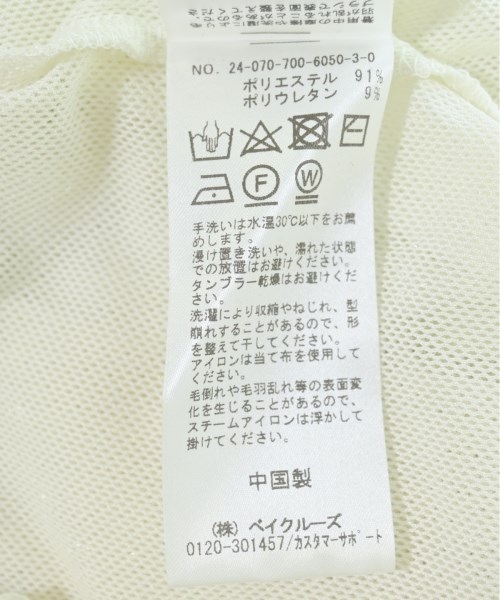 NO. 24-070-700-6050-3-0
ポリエステル 91%
ポリウレタン 9%
F
W
手洗いは水温30℃以下をお薦
めします。
浸け置き洗いや、濡れた状態
での放置はお避けください。
タンブラー乾燥はお避けくだ
さい。
洗濯により収縮やねじれ、型
崩れすることがあるので、形
を整えて干してください。
アイロンは当て布を使用して
ください。
毛倒れや毛羽乱れ等の表面変
化を生じることがあるので、
スチームアイロンは浮かして
掛けてください。
中国製
(株) ベイクルーズ
0120-301457/カスタマーサポート